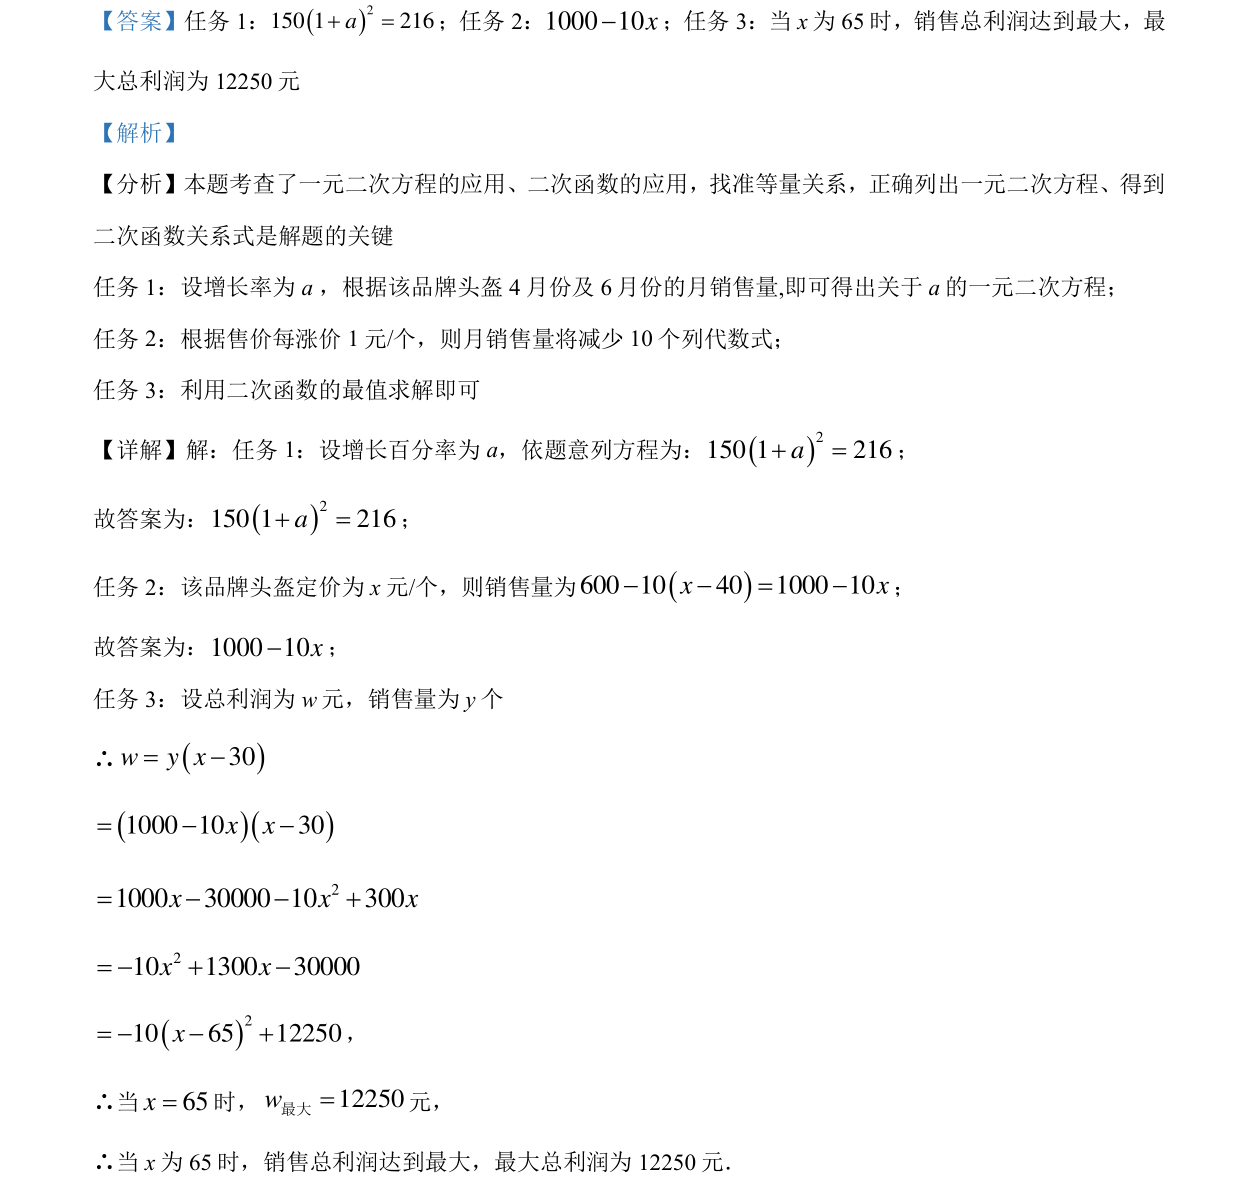 【答案】任务 1：150(1+a)²=216；任务 2：1000−10x；任务 3：当 x 为 65 时，销售总利润达到最大，最
大总利润为 12250 元
【解析】
【分析】本题考查了一元二次方程的应用、二次函数的应用，找准等量关系，正确列出一元二次方程、得到
二次函数关系式是解题的关键
任务 1：设增长率为 a，根据该品牌头盔 4 月份及 6 月份的月销售量,即可得出关于 a 的一元二次方程；
任务 2：根据售价每涨价 1 元/个，则月销售量将减少 10 个列代数式；
任务 3：利用二次函数的最值求解即可
【详解】解：任务 1：设增长百分率为 a，依题意列方程为：150(1+a)²=216；
故答案为：150(1+a)²=216；
任务 2：该品牌头盔定价为 x 元/个，则销售量为600−10(x−40)=1000−10x；
故答案为：1000−10x；
任务 3：设总利润为 w 元，销售量为 y 个
∴w=y(x−30)
=(1000−10x)(x−30)
=1000x−30000−10x²+300x
=−10x²+1300x−30000
=−10(x−65)²+12250，
∴当 x=65 时，w最大=12250 元，
∴当 x 为 65 时，销售总利润达到最大，最大总利润为 12250 元．